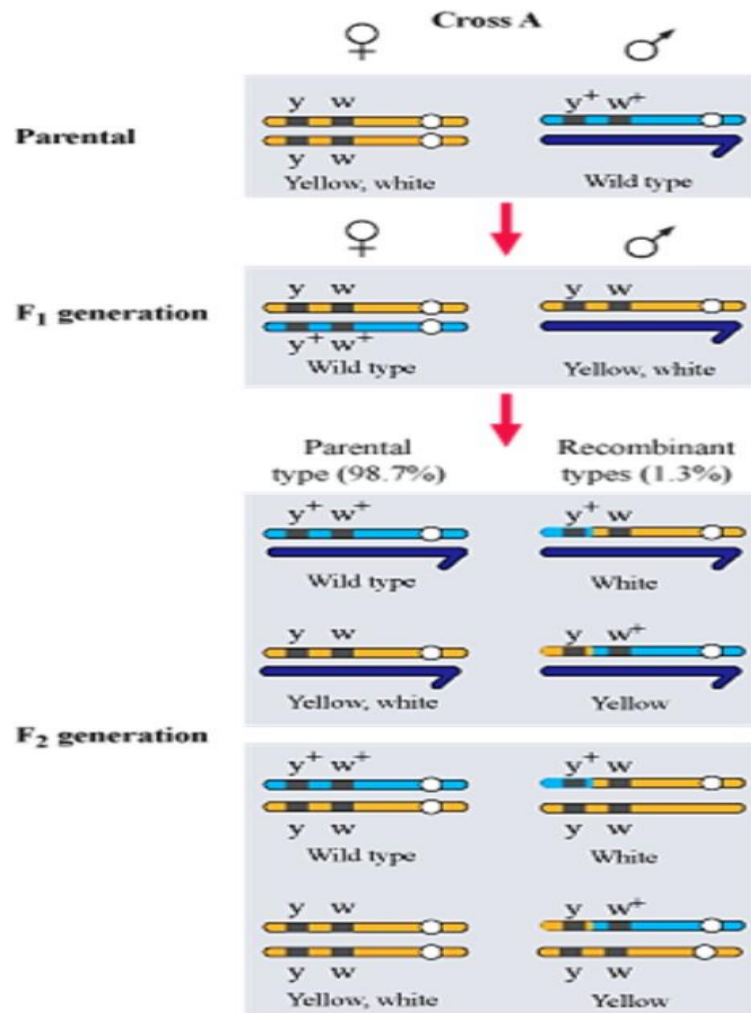 Cross A
♀ ♂
Parental
y w
y w
Yellow, white
y⁺ w⁺
Wild type
♀ ♂
F₁ generation
y w
y⁺ w⁺
Wild type
y w
Yellow, white
Parental
type (98.7%)
Recombinant
types (1.3%)
F₂ generation
y⁺ w⁺
Wild type
y⁺ w
White
y w
Yellow, white
y w⁺
Yellow
y⁺ w⁺
y w
Wild type
y⁺ w
y w
White
y w
y w
Yellow, white
y w⁺
y w
Yellow